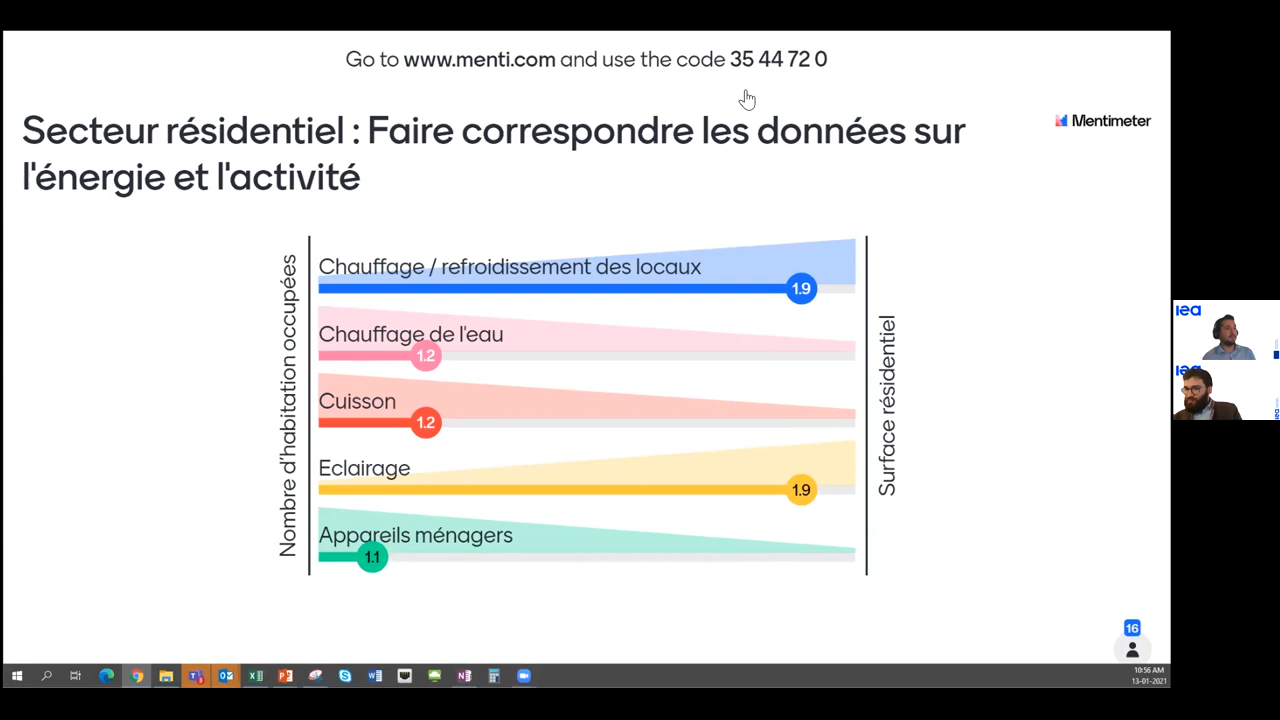 Go to www.menti.com and use the code 35 44 72 0
Secteur résidentiel : Faire correspondre les données sur
l'énergie et l'activité
Mentimeter
Nombre d'habitation occupées
Chauffage / refroidissement des locaux
1.9
Chauffage de l'eau
1.2
Cuisson
1.2
Eclairage
1.9
Appareils ménagers
1.1
Surface résidentiel
iea
iea
iea
16
10:56 AM
13-01-2021